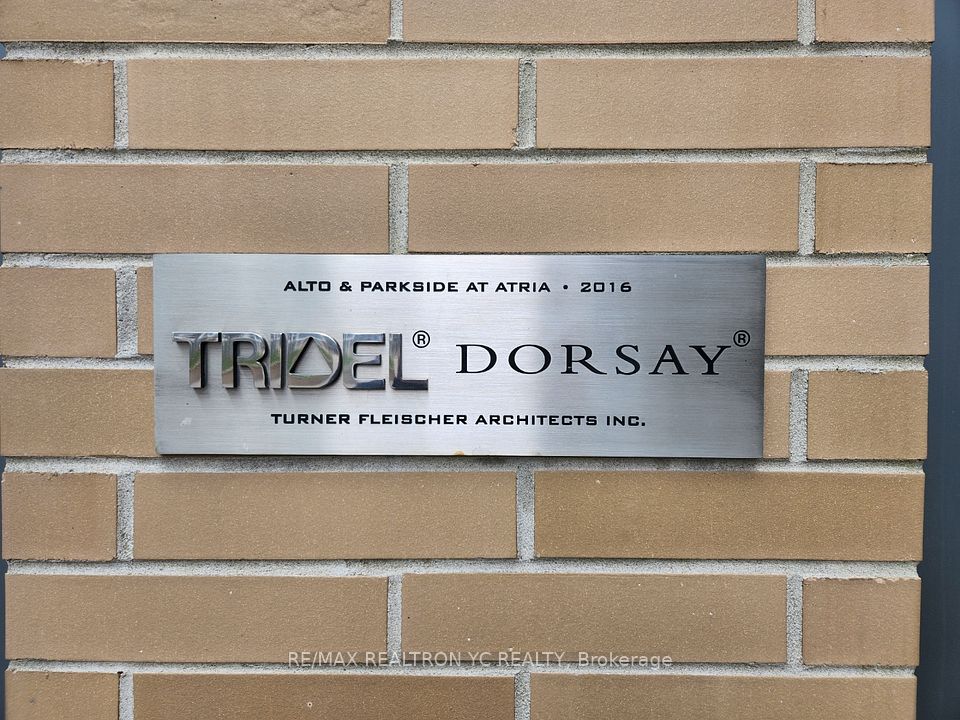 ALTO & PARKSIDE AT ATRIA • 2016
TRIDEL® DORSAY®
TURNER FLEISCHER ARCHITECTS INC.
RE/MAX REALTRON YC REALTY, Brokerage